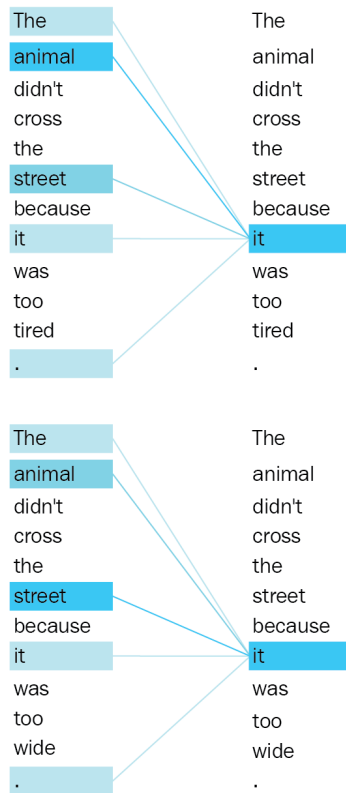 The The
animal animal
didn't didn't
cross cross
the the
street street
because because
it it
was was
too too
tired tired
. .
The The
animal animal
didn't didn't
cross cross
the the
street street
because because
it it
was was
too too
wide wide
. .